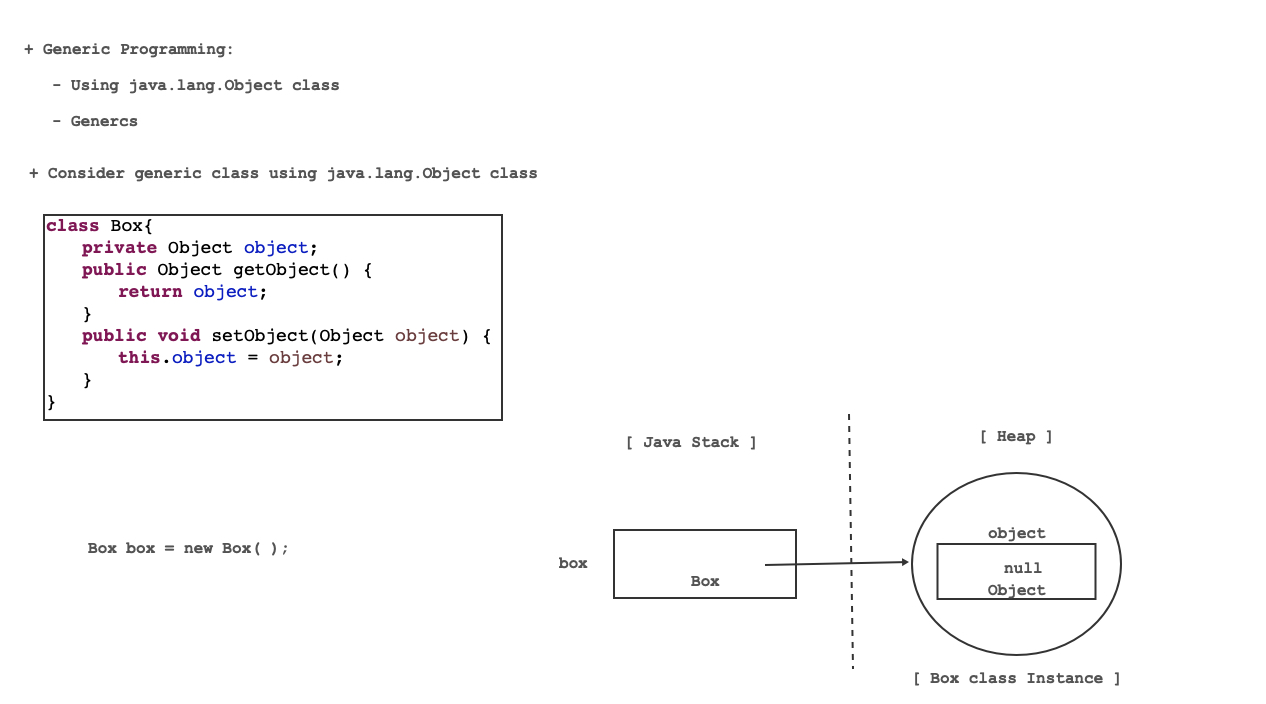 + Generic Programming:
- Using java.lang.Object class
- Genercs
+ Consider generic class using java.lang.Object class
class Box{
private Object object;
public Object getObject() {
return object;
}
public void setObject(Object object) {
this.object = object;
}
}
[ Java Stack ]
[ Heap ]
Box box = new Box( );
box
Box
object
null
Object
[ Box class Instance ]